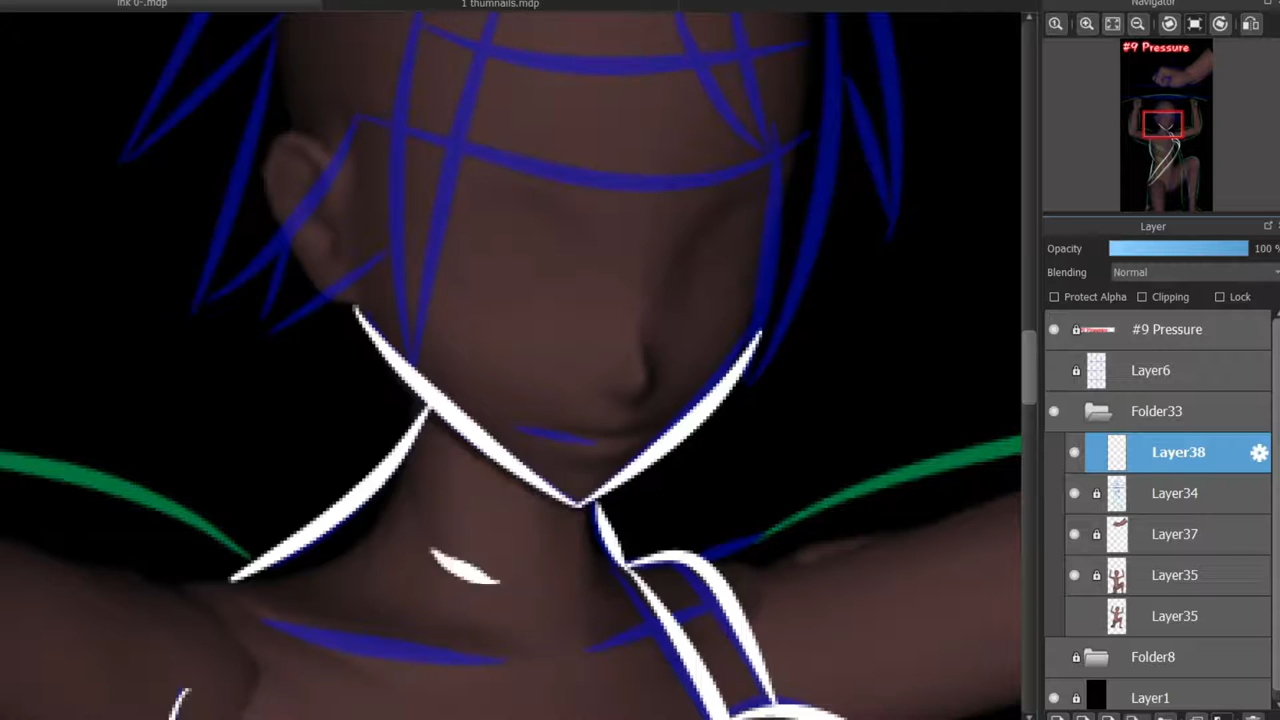 ink 0-.mdp
1 thumnails.mdp
Navigator
#9 Pressure
Layer
Opacity 100 %
Blending Normal
Protect Alpha Clipping Lock
#9 Pressure
Layer6
Folder33
Layer38
Layer34
Layer37
Layer35
Layer35
Folder8
Layer1